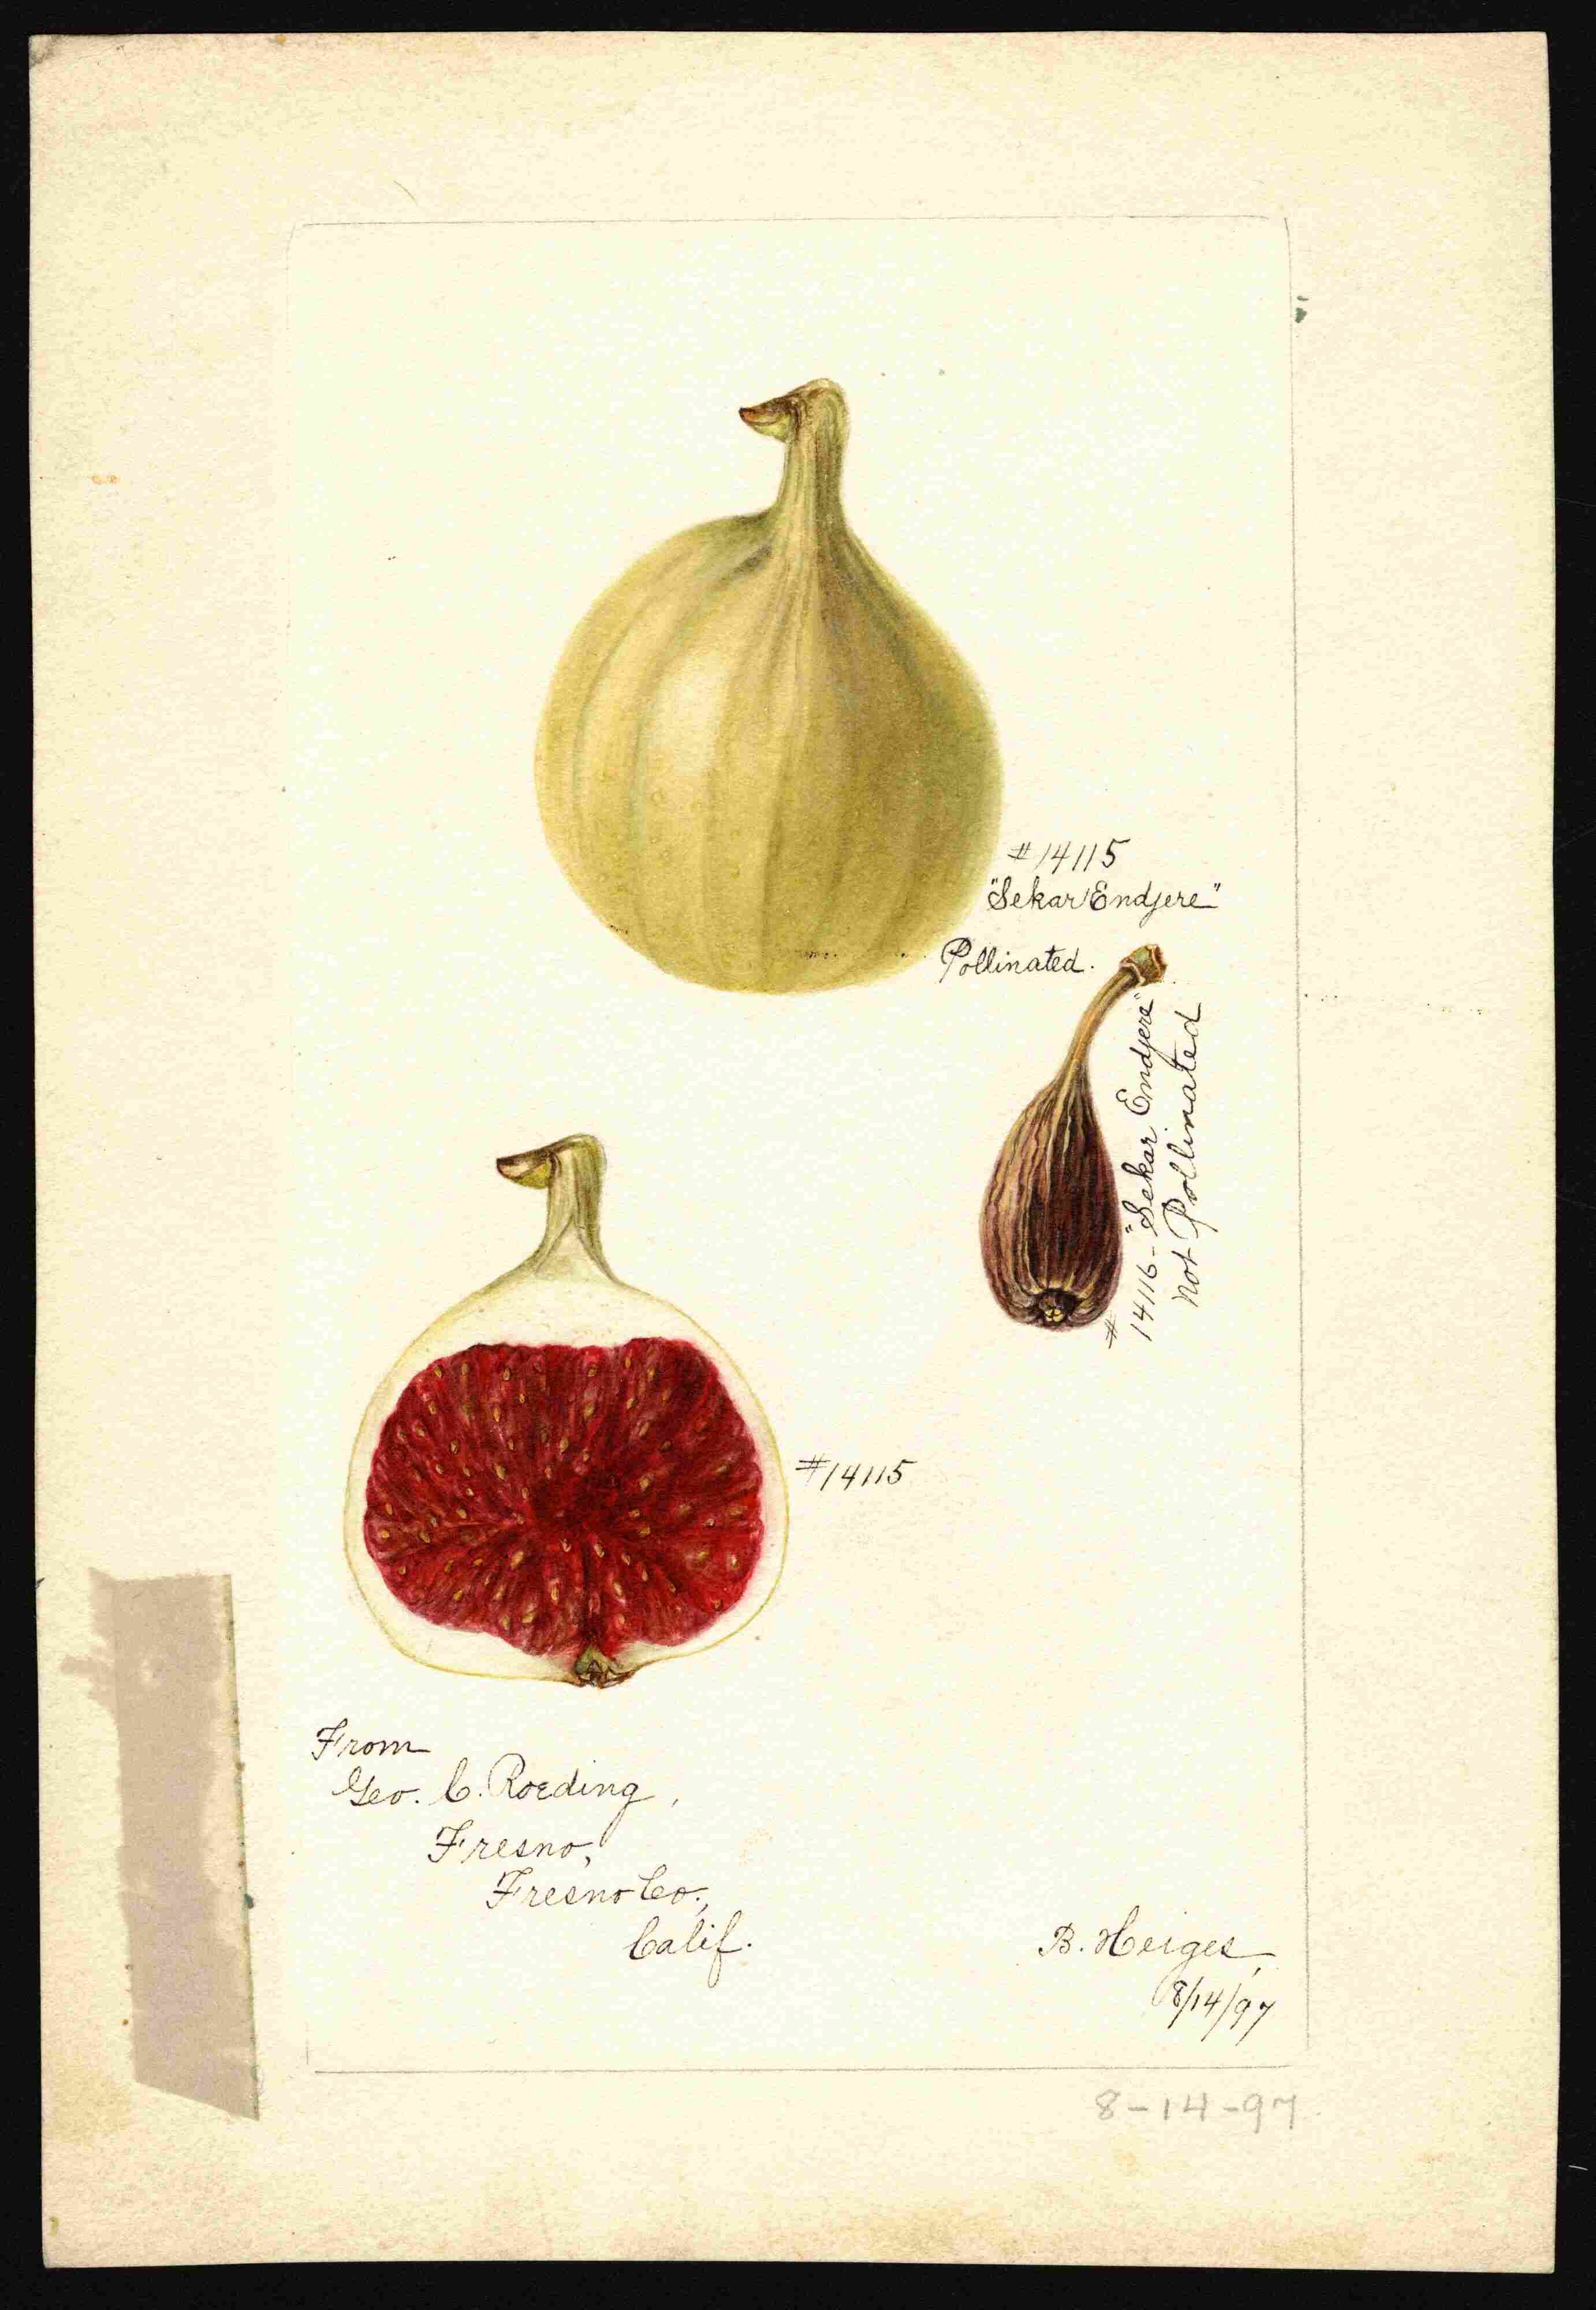 #14115
"Sekar Endjere"
Pollinated.
# 14116-"Sekar Endjere"
Not Pollinated
#14115
From
Geo. C. Roeding,
Fresno,
Fresno Co.,
Calif.
B. Heiges,
8/14/97
8-14-97